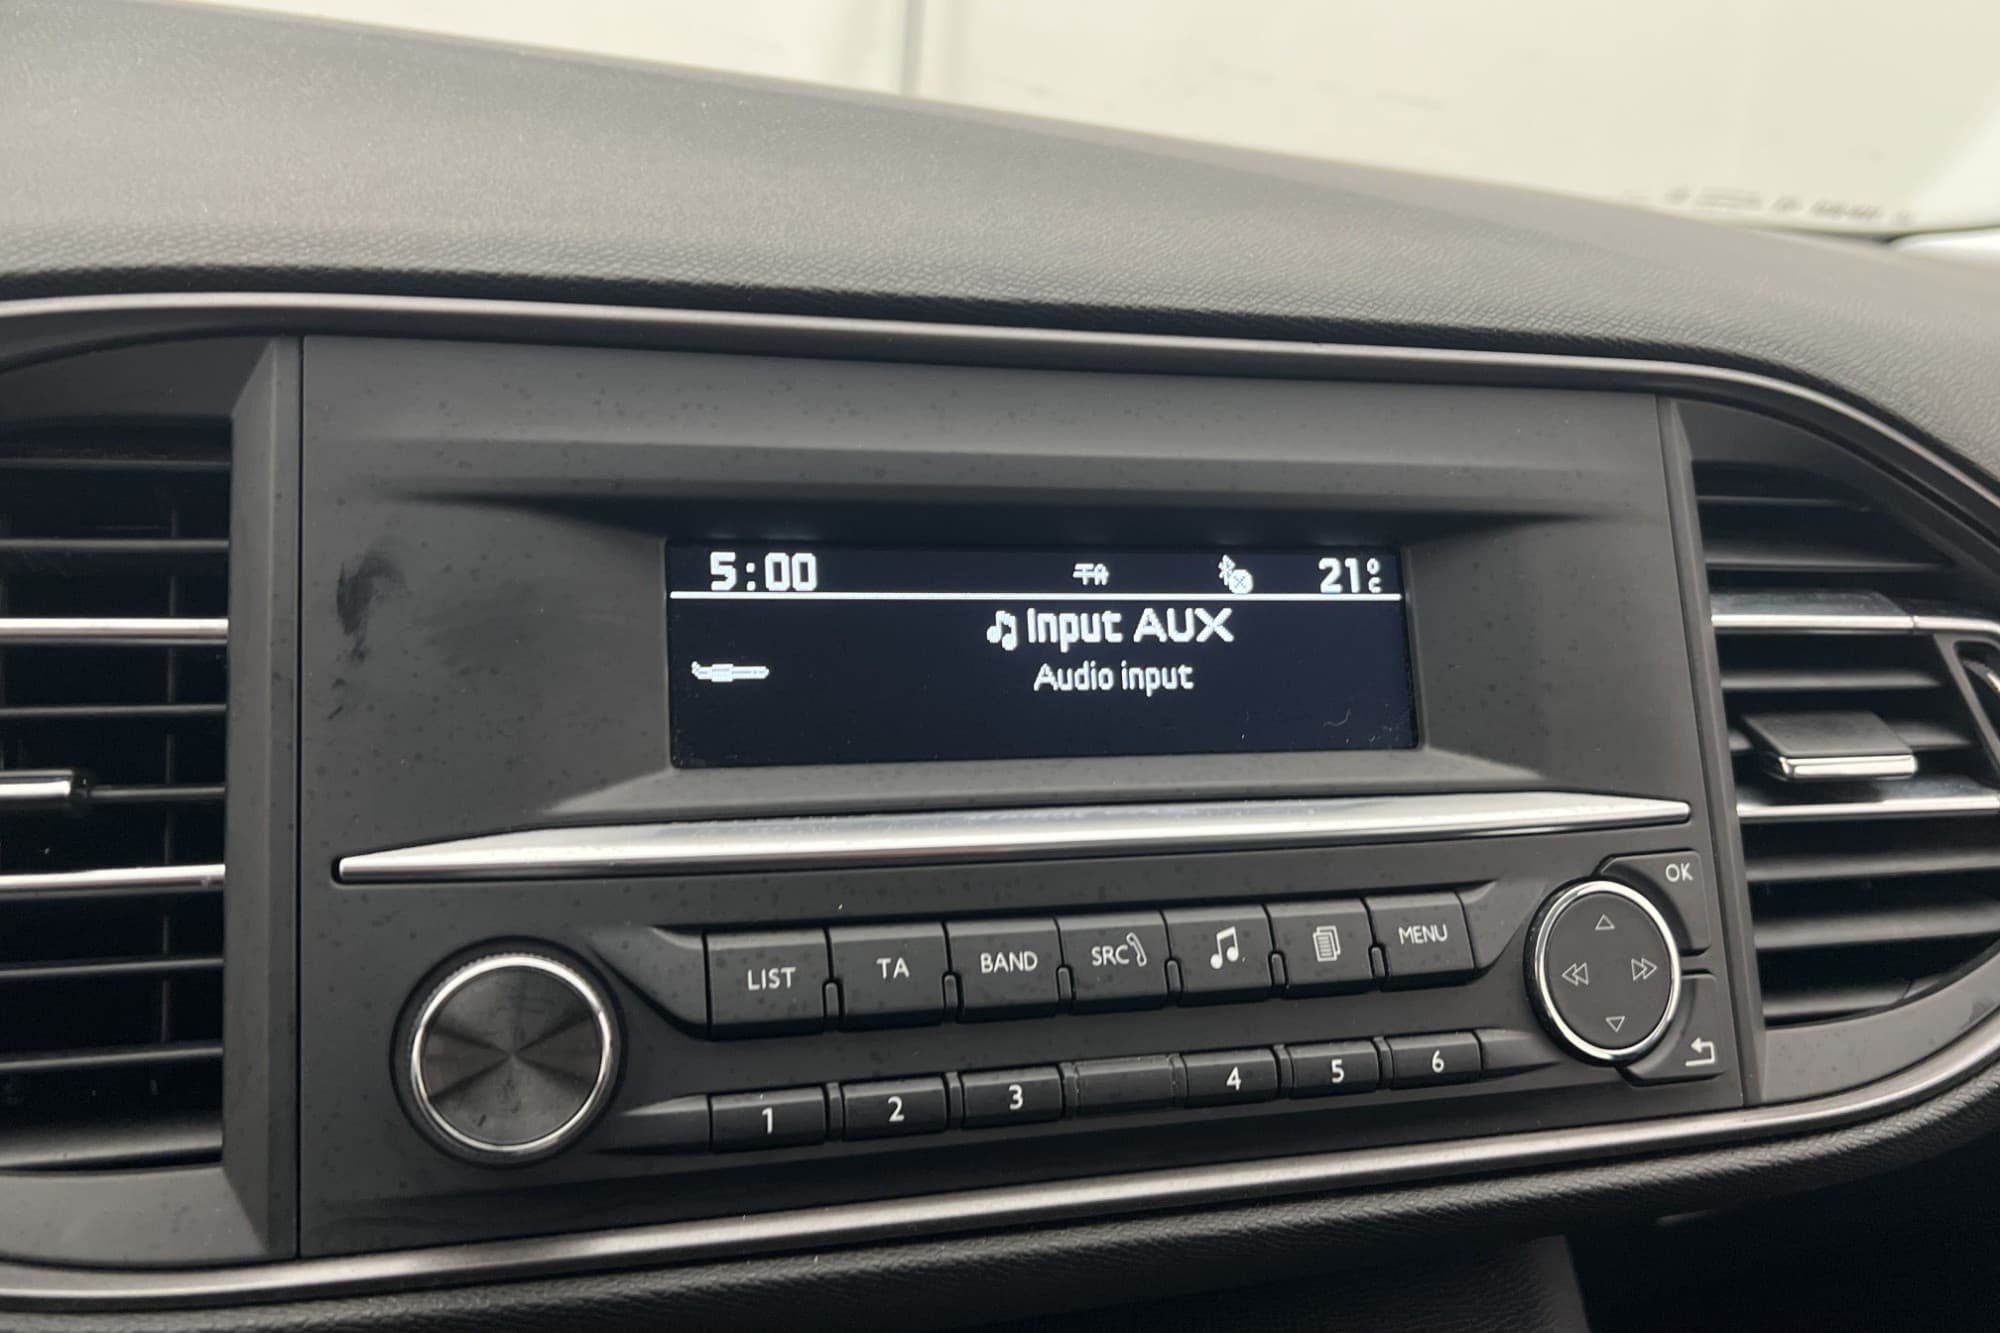 5:00 TA 21°C
Input AUX
Audio input
OK
LIST TA BAND SRC MENU
1 2 3 4 5 6